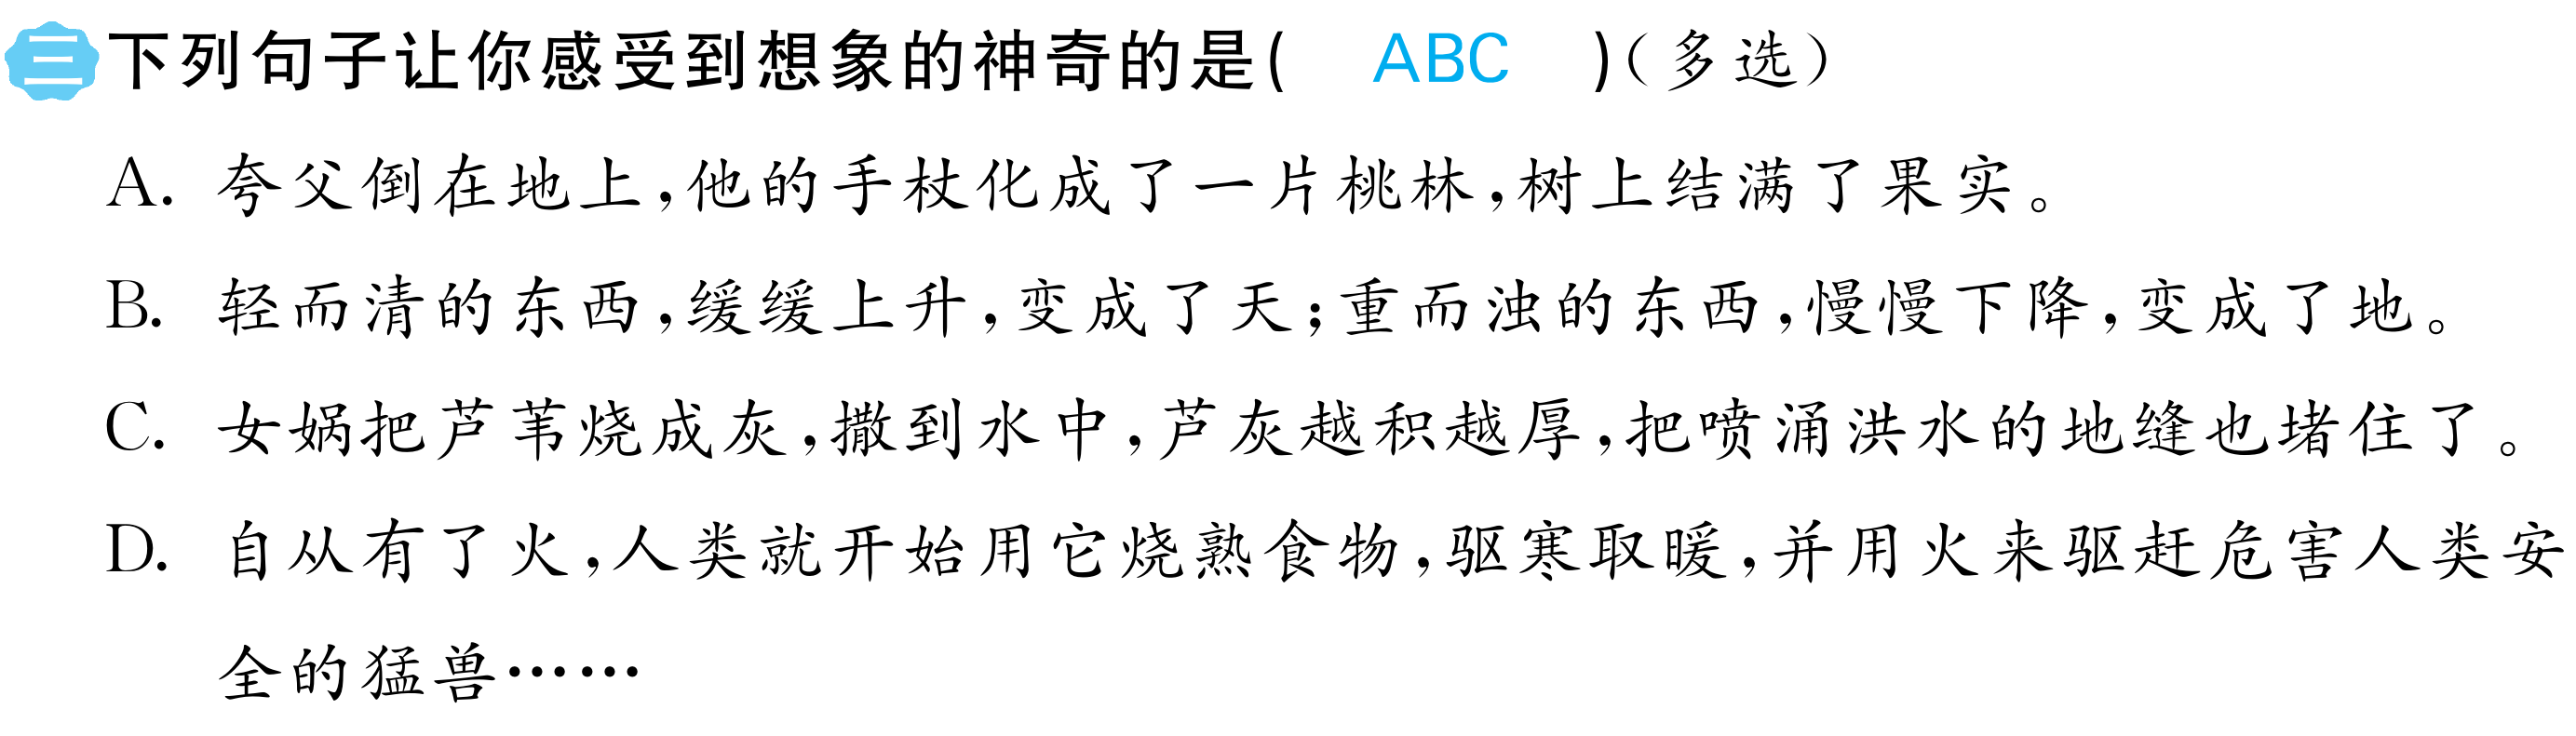 三 下列句子让你感受到想象的神奇的是( ABC )(多选)
A. 夸父倒在地上,他的手杖化成了一片桃林,树上结满了果实。
B. 轻而清的东西,缓缓上升,变成了天;重而浊的东西,慢慢下降,变成了地。
C. 女娲把芦苇烧成灰,撒到水中,芦灰越积越厚,把喷涌洪水的地缝也堵住了。
D. 自从有了火,人类就开始用它烧熟食物,驱寒取暖,并用火来驱赶危害人类安
全的猛兽……